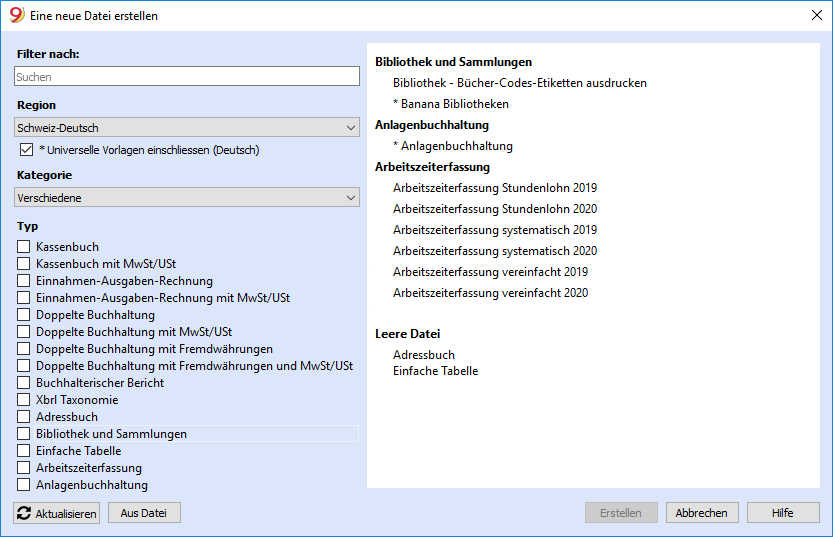 9 Eine neue Datei erstellen
Filter nach:
Suchen
Region
Schweiz-Deutsch
* Universelle Vorlagen einschliessen (Deutsch)
Kategorie
Verschiedene
Typ
Kassenbuch
Kassenbuch mit MwSt/USt
Einnahmen-Ausgaben-Rechnung
Einnahmen-Ausgaben-Rechnung mit MwSt/USt
Doppelte Buchhaltung
Doppelte Buchhaltung mit MwSt/USt
Doppelte Buchhaltung mit Fremdwährungen
Doppelte Buchhaltung mit Fremdwährungen und MwSt/USt
Buchhalterischer Bericht
Xbrl Taxonomie
Adressbuch
Bibliothek und Sammlungen
Einfache Tabelle
Arbeitszeiterfassung
Anlagenbuchhaltung
Bibliothek und Sammlungen
Bibliothek - Bücher-Codes-Etiketten ausdrucken
* Banana Bibliotheken
Anlagenbuchhaltung
* Anlagenbuchhaltung
Arbeitszeiterfassung
Arbeitszeiterfassung Stundenlohn 2019
Arbeitszeiterfassung Stundenlohn 2020
Arbeitszeiterfassung systematisch 2019
Arbeitszeiterfassung systematisch 2020
Arbeitszeiterfassung vereinfacht 2019
Arbeitszeiterfassung vereinfacht 2020
Leere Datei
Adressbuch
Einfache Tabelle
Aktualisieren
Aus Datei
Erstellen
Abbrechen
Hilfe